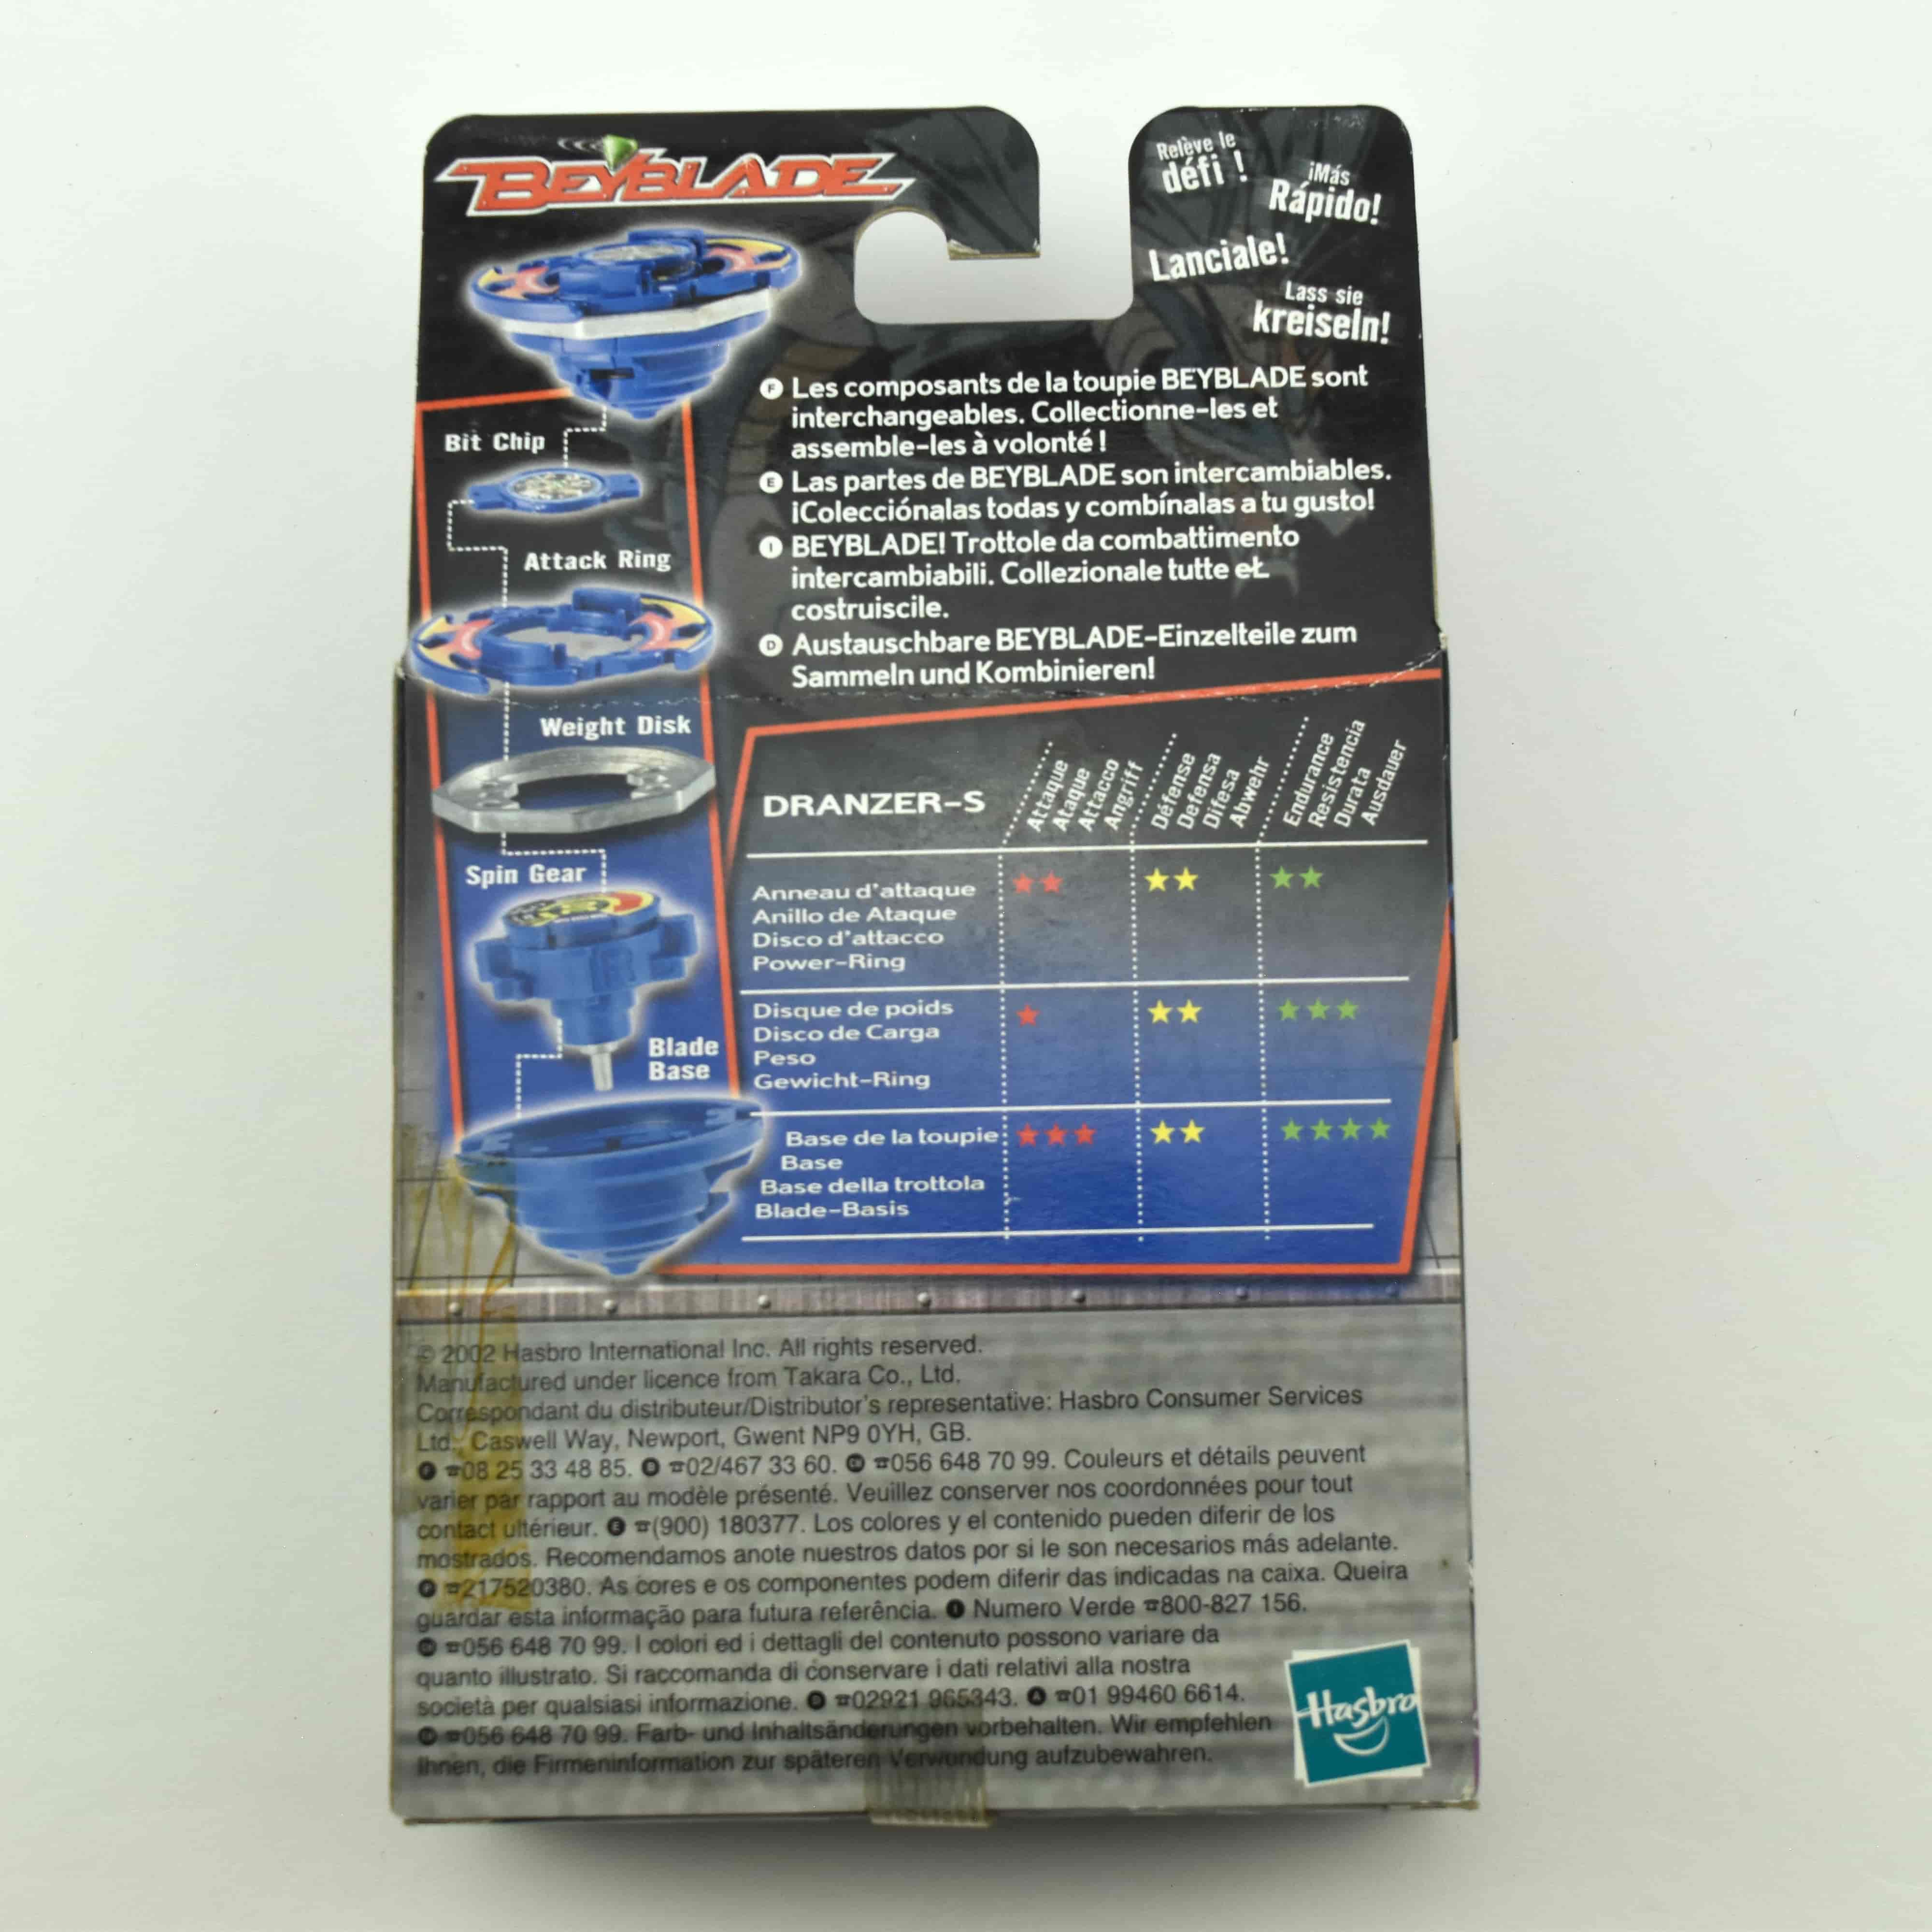 BEYBLADE
Relève le
défi !
¡Más
Rápido!
Lanciale!
Lass sie
kreiseln!
F Les composants de la toupie BEYBLADE sont
interchangeables. Collectionne-les et
assemble-les à volonté !
E Las partes de BEYBLADE son intercambiables.
¡Colecciónalas todas y combínalas a tu gusto!
I BEYBLADE! Trottole da combattimento
intercambiabili. Collezionale tutte et
costruiscile.
D Austauschbare BEYBLADE-Einzelteile zum
Sammeln und Kombinieren!
Bit Chip
Attack Ring
Weight Disk
Spin Gear
Blade
Base
DRANZER-S
Attaque
Ataque
Attacco
Angriff
Défense
Defensa
Difesa
Abwehr
Endurance
Resistencia
Durata
Ausdauer
Anneau d'attaque ★★ ★★ ★★
Anillo de Ataque
Disco d'attacco
Power-Ring
Disque de poids ★ ★★ ★★★
Disco de Carga
Peso
Gewicht-Ring
Base de la toupie ★★★ ★★ ★★★★
Base
Base della trottola
Blade-Basis
© 2002 Hasbro International Inc. All rights reserved.
Manufactured under licence from Takara Co., Ltd.
Correspondant du distributeur/Distributor's representative: Hasbro Consumer Services
Ltd., Caswell Way, Newport, Gwent NP9 0YH, GB.
F ☎08 25 33 48 85. B ☎02/467 33 60. CH ☎056 648 70 99. Couleurs et détails peuvent
varier par rapport au modèle présenté. Veuillez conserver nos coordonnées pour tout
contact ultérieur. E ☎(900) 180377. Los colores y el contenido pueden diferir de los
mostrados. Recomendamos anote nuestros datos por si le son necesarios más adelante.
P ☎217520380. As cores e os componentes podem diferir das indicadas na caixa. Queira
guardar esta informação para futura referência. I Numero Verde ☎800-827 156.
CH ☎056 648 70 99. I colori ed i dettagli del contenuto possono variare da
quanto illustrato. Si raccomanda di conservare i dati relativi alla nostra
società per qualsiasi informazione. D ☎02921 965343. A ☎01 99460 6614.
CH ☎056 648 70 99. Farb- und Inhaltsänderungen vorbehalten. Wir empfehlen
Ihnen, die Firmeninformation zur späteren Verwundung aufzubewahren.
Hasbro